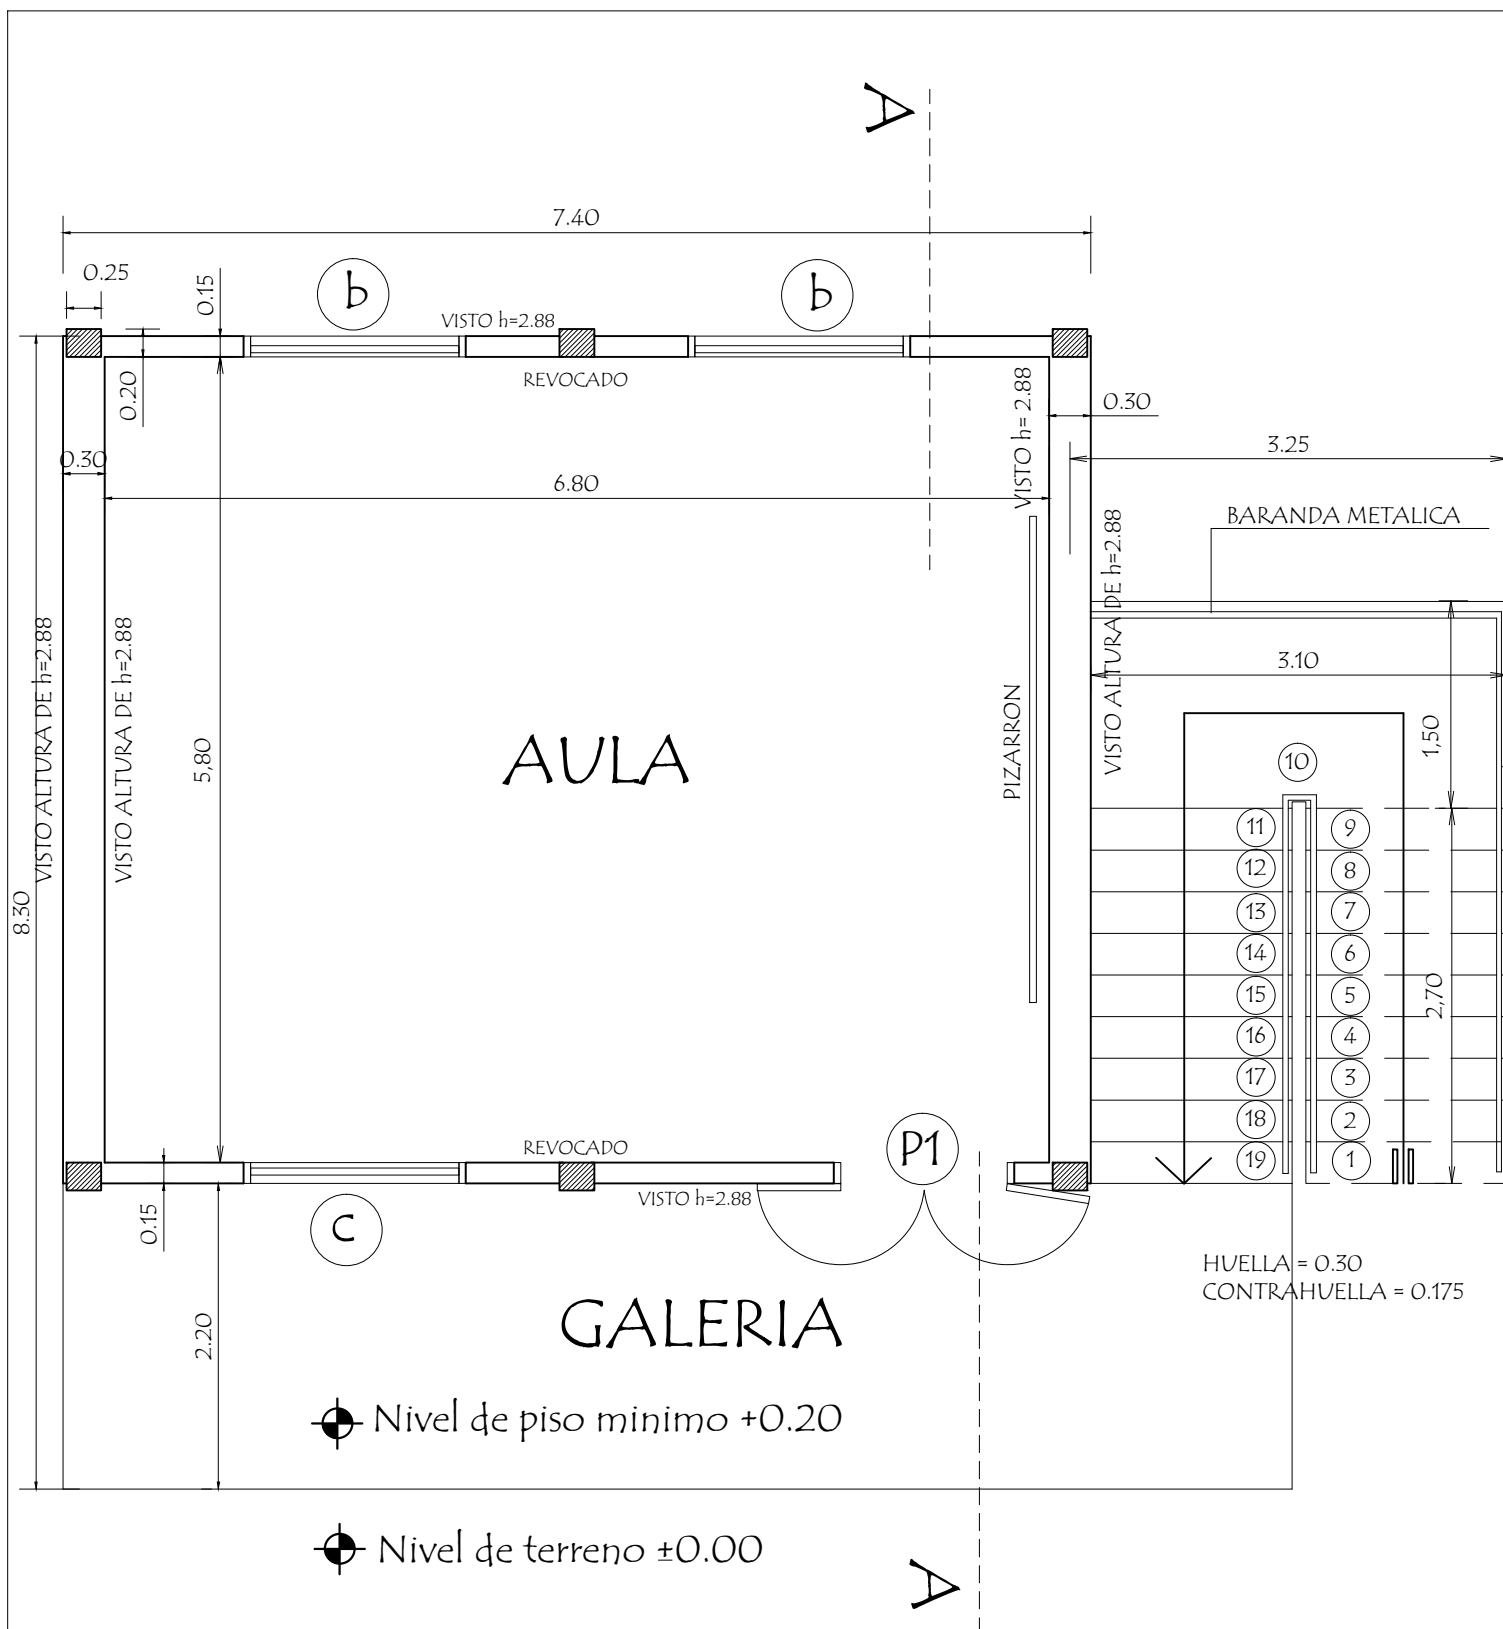 A
7.40
0.25
0.15
b
b
VISTO h=2.88
0.20
REVOCADO
VISTO h= 2.88
0.30
0.30
3.25
6.80
BARANDA METALICA
VISTO ALTURA DE h=2.88
VISTO ALTURA DE h=2.88
VISTO ALTURA DE h=2.88
3.10
PIZARRON
1,50
5,80
AULA
10
11
9
12
8
8.30
13
7
14
6
15
5
2,70
16
4
17
3
18
2
19
1
REVOCADO
P1
VISTO h=2.88
0.15
c
HUELLA = 0.30
CONTRAHUELLA = 0.175
GALERIA
2.20
Nivel de piso minimo +0.20
Nivel de terreno ±0.00
A